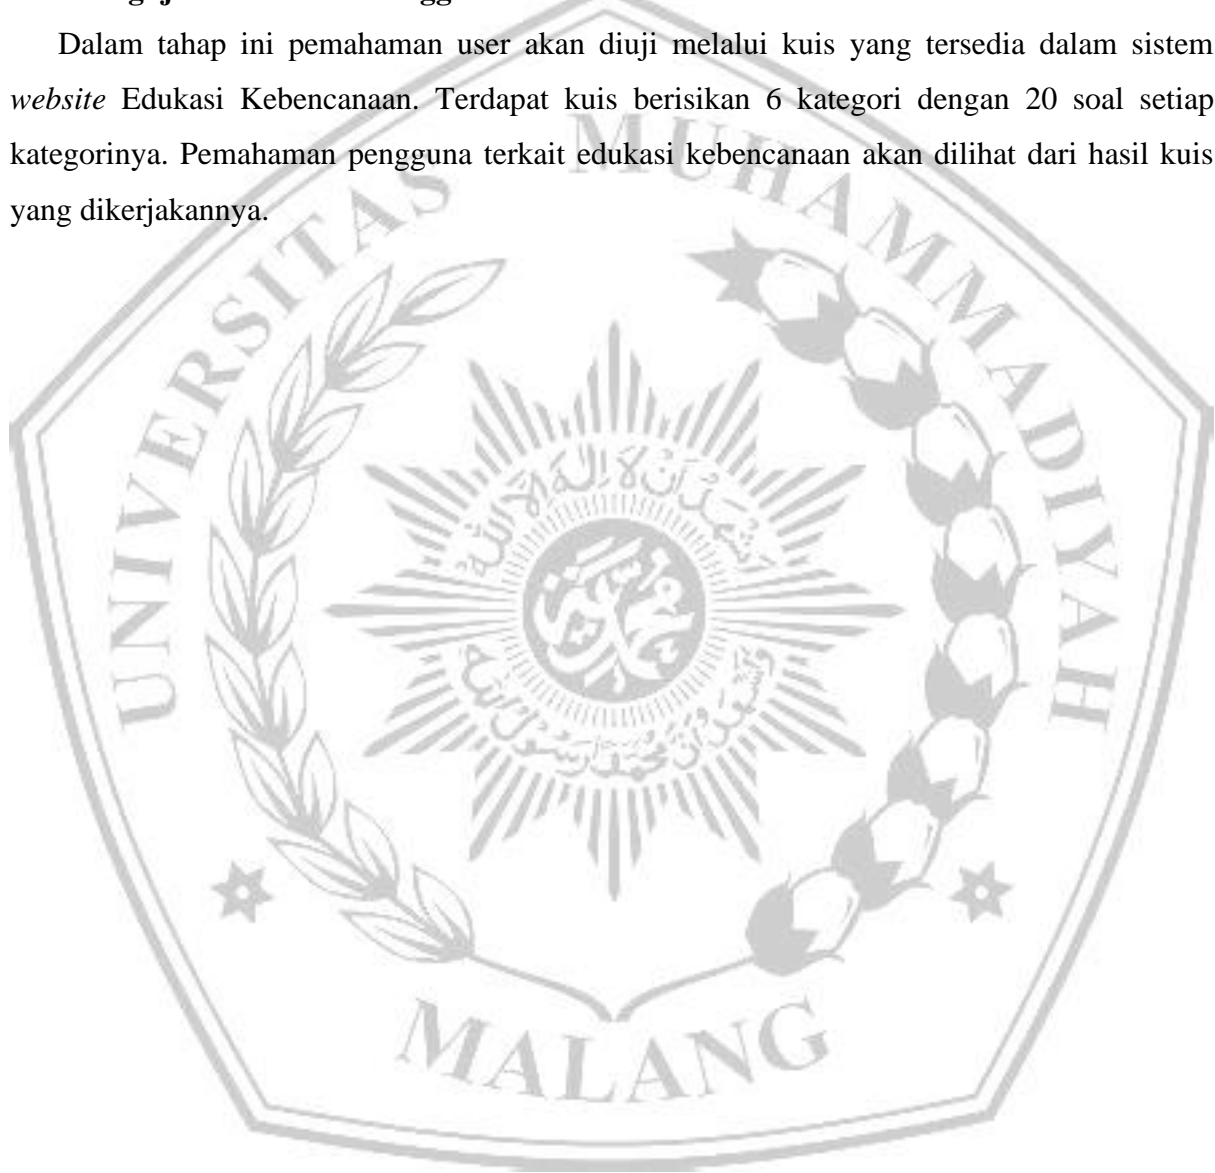 Dalam tahap ini pemahaman user akan diuji melalui kuis yang tersedia dalam sistem
website Edukasi Kebencanaan. Terdapat kuis berisikan 6 kategori dengan 20 soal setiap
kategorinya. Pemahaman pengguna terkait edukasi kebencanaan akan dilihat dari hasil kuis
yang dikerjakannya.
UNIVERSITAS MUHAMMADIYAH
MALANG